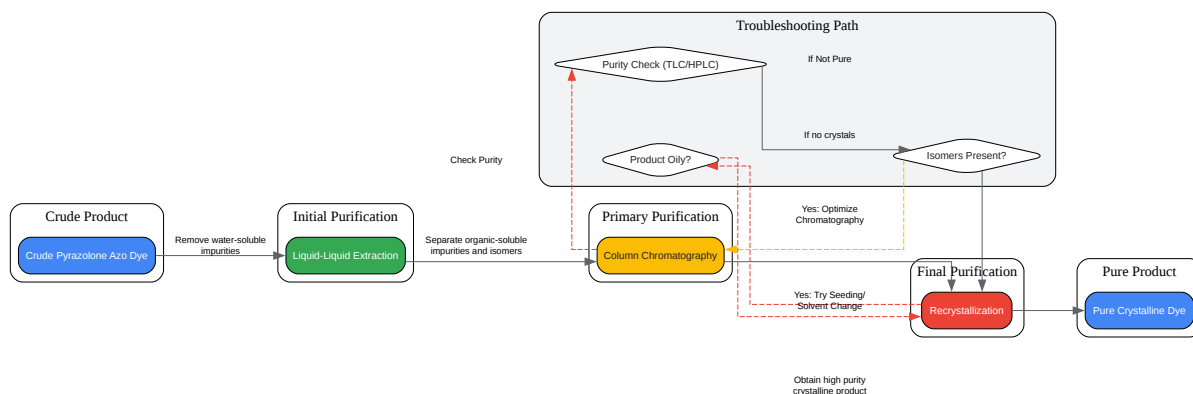 Troubleshooting Path
Purity Check (TLC/HPLC)
If Not Pure
If no crystals
Check Purity
Product Oily?
Isomers Present?
Crude Product
Crude Pyrazolone Azo Dye
Remove water-soluble
impurities
Initial Purification
Liquid-Liquid Extraction
Separate organic-soluble
impurities and isomers
Primary Purification
Column Chromatography
Yes: Optimize
Chromatography
Yes: Try Seeding/
Solvent Change
Final Purification
Recrystallization
Pure Product
Pure Crystalline Dye
Obtain high purity
crystalline product